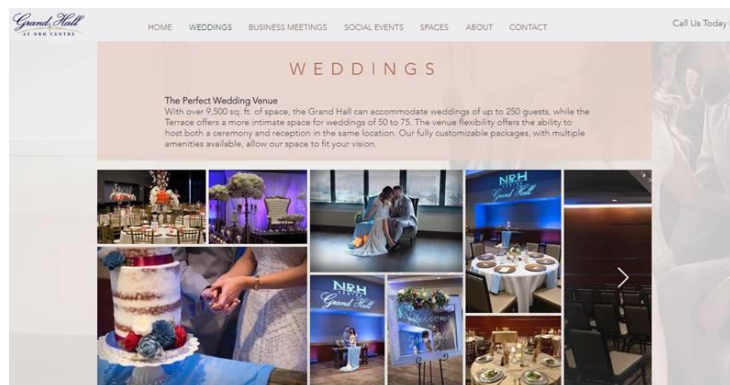 Grand Hall
AT NRH CENTRE
HOME WEDDINGS BUSINESS MEETINGS SOCIAL EVENTS SPACES ABOUT CONTACT
Call Us Today
WEDDINGS
The Perfect Wedding Venue
With over 9,500 sq. ft. of space, the Grand Hall can accommodate weddings of up to 250 guests, while the
Terrace offers a more intimate space for weddings of 50 to 75. The venue flexibility offers the ability to
host both a ceremony and reception in the same location. Our fully customizable packages, with multiple
amenities available, allow our space to fit your vision.
NRH
CENTRE
Grand Hall
NRH
CENTRE
Grand Hall
Welcome